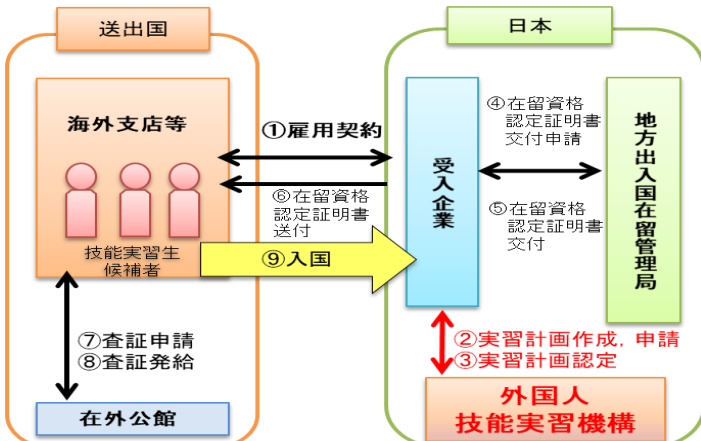 送出国
日本
海外支店等
技能実習生
候補者
①雇用契約
⑥在留資格
認定証明書
送付
⑨入国
⑦査証申請
⑧査証発給
在外公館
受入企業
④在留資格
認定証明書
交付申請
⑤在留資格
認定証明書
交付
地方出入国在留管理局
②実習計画作成，申請
③実習計画認定
外国人
技能実習機構